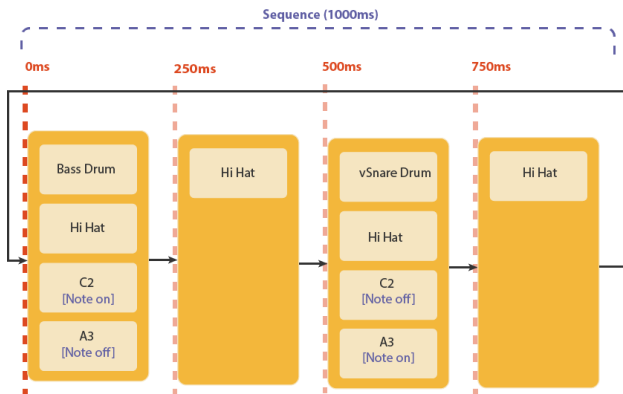 Sequence (1000ms)
0ms
250ms
500ms
750ms
Bass Drum
Hi Hat
C2
[Note on]
A3
[Note off]
Hi Hat
vSnare Drum
Hi Hat
C2
[Note off]
A3
[Note on]
Hi Hat